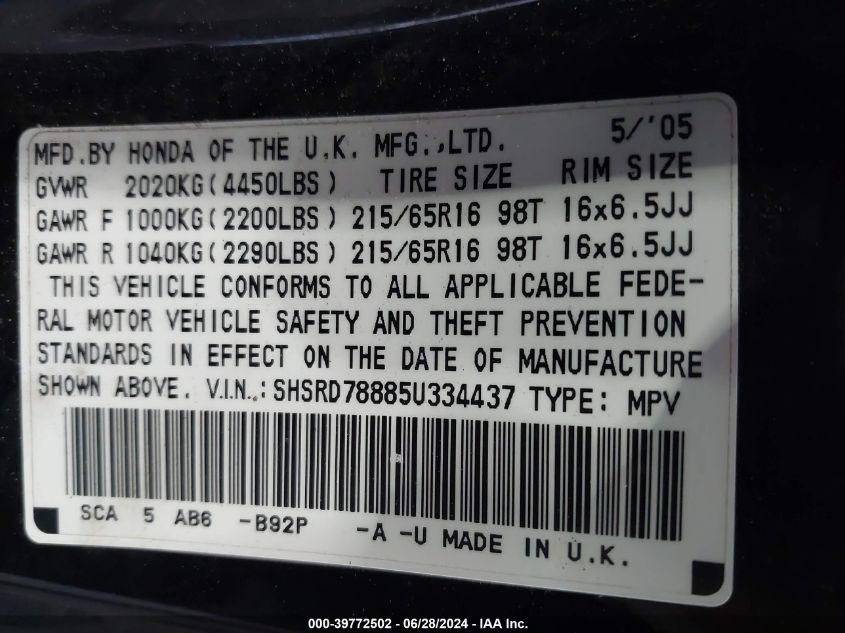 MFD.BY HONDA OF THE U.K. MFG.,LTD. 5/'05
GVWR 2020KG(4450LBS) TIRE SIZE RIM SIZE
GAWR F 1000KG(2200LBS) 215/65R16 98T 16x6.5JJ
GAWR R 1040KG(2290LBS) 215/65R16 98T 16x6.5JJ
THIS VEHICLE CONFORMS TO ALL APPLICABLE FEDE-
RAL MOTOR VEHICLE SAFETY AND THEFT PREVENTION
STANDARDS IN EFFECT ON THE DATE OF MANUFACTURE
SHOWN ABOVE. V.I.N.:SHSRD78885U334437 TYPE: MPV
SCA 5 AB6 -B92P -A -U MADE IN U.K.
000-39772502 - 06/28/2024 - IAA Inc.